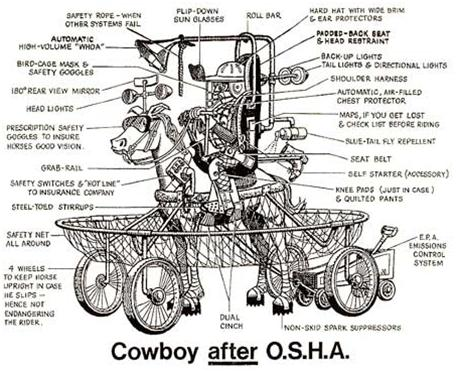 SAFETY ROPE - WHEN
OTHER SYSTEMS FAIL
FLIP-DOWN
SUN GLASSES
ROLL BAR
HARD HAT WITH WIDE BRIM
& EAR PROTECTORS
AUTOMATIC
HIGH-VOLUME "WHOA"
PADDED-BACK SEAT
& HEAD RESTRAINT
BIRD-CAGE MASK &
SAFETY GOGGLES
BACK-UP LIGHTS
TAIL LIGHTS & DIRECTIONAL LIGHTS
180° REAR VIEW MIRROR
SHOULDER HARNESS
HEAD LIGHTS
AUTOMATIC, AIR-FILLED
CHEST PROTECTOR
PRESCRIPTION SAFETY
GOGGLES TO INSURE
HORSES GOOD VISION.
MAPS, IF YOU GET LOST
& CHECK LIST BEFORE RIDING
BLUE-TAIL FLY REPELLENT
GRAB-RAIL
SEAT BELT
SAFETY SWITCHES & "HOT LINE"
TO INSURANCE COMPANY
SELF STARTER (ACCESSORY)
STEEL-TOED STIRRUPS
KNEE PADS (JUST IN CASE)
& QUILTED PANTS
SAFETY NET
ALL AROUND
E.P.A.
EMISSIONS
CONTROL
SYSTEM
4 WHEELS
TO KEEP HORSE
UPRIGHT IN CASE
HE SLIPS -
HENCE NOT
ENDANGERING
THE RIDER.
DUAL
CINCH
NON-SKID SPARK SUPPRESSORS
Cowboy after O.S.H.A.